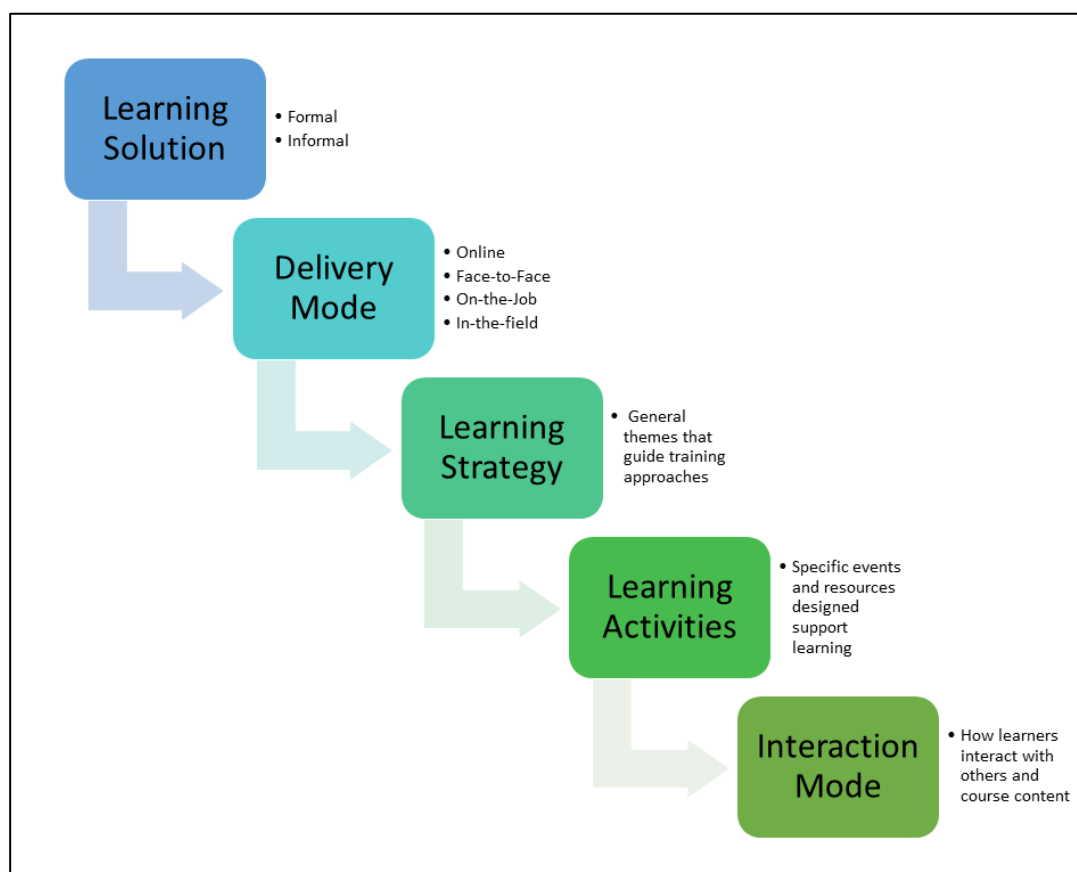 Learning
Solution
• Formal
• Informal
Delivery
Mode
• Online
• Face-to-Face
• On-the-Job
• In-the-field
Learning
Strategy
• General
themes that
guide training
approaches
Learning
Activities
• Specific events
and resources
designed
support
learning
Interaction
Mode
• How learners
interact with
others and
course content